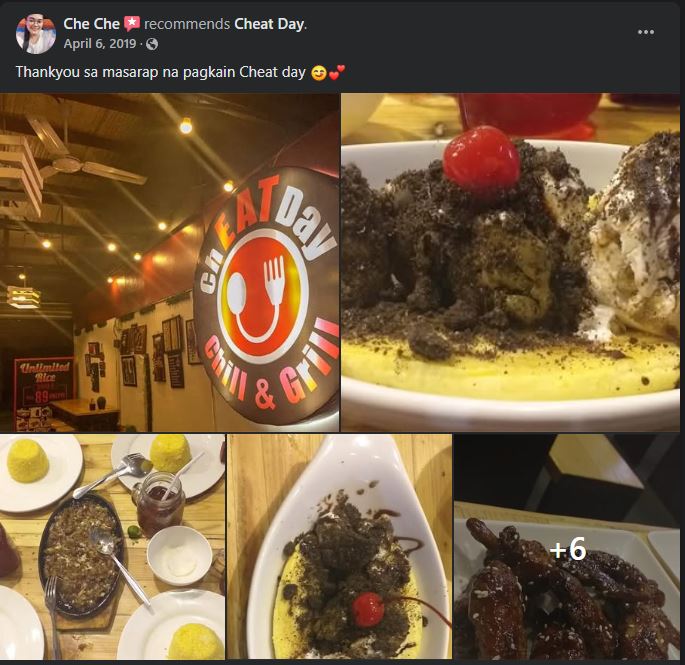 Che Che recommends Cheat Day.
April 6, 2019
Thankyou sa masarap na pagkain Cheat day 😊💕
chEATDay
Chill & Grill
Unlimited
Rice
89
+6